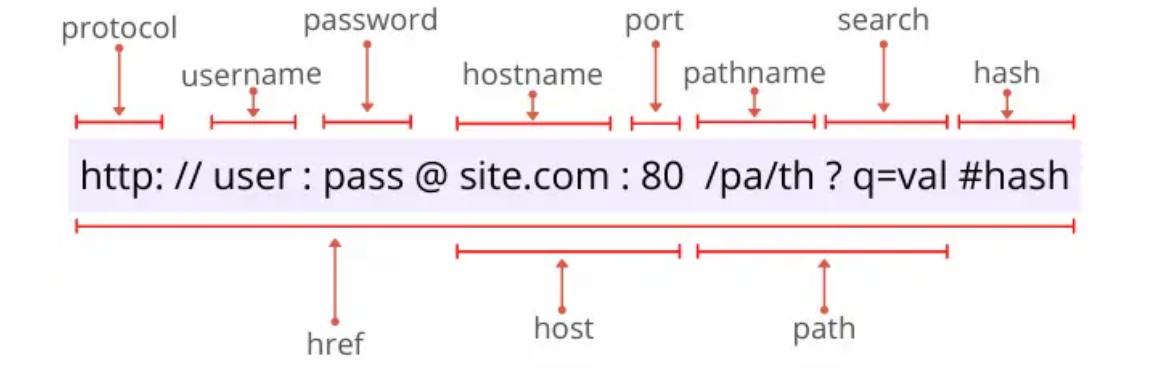 protocol password port search
username hostname pathname hash
http: // user : pass @ site.com : 80 /pa/th ? q=val #hash
host path
href